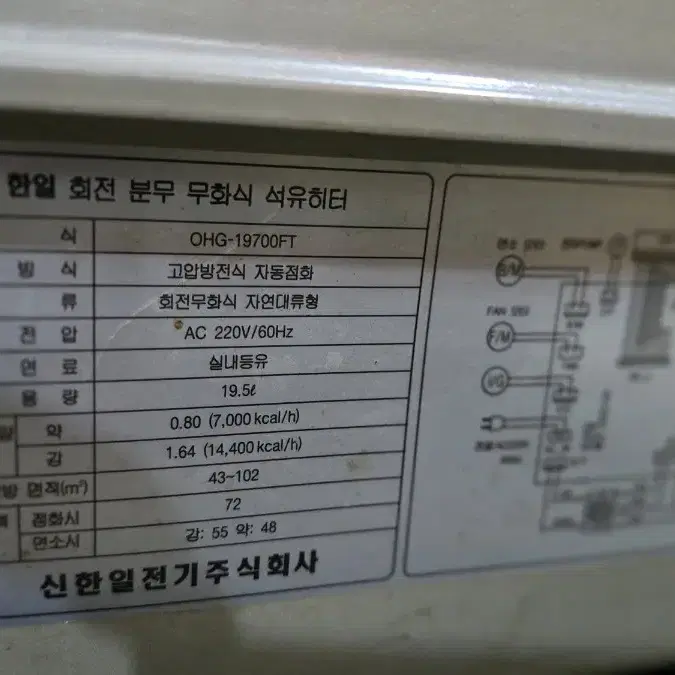 한일 회전 분무 무화식 석유히터
식 OHG-19700FT
방 식 고압방전식 자동점화
류 회전무화식 자연대류형
전 압 AC 220V/60Hz
연 료 실내등유
용 량 19.5ℓ
약 0.80 (7,000 kcal/h)
강 1.64 (14,400 kcal/h)
방 면적(m²) 43~102
점화시 72
연소시 강: 55 약: 48
신한일전기주식회사
B/M
FAN
F/M
I/G